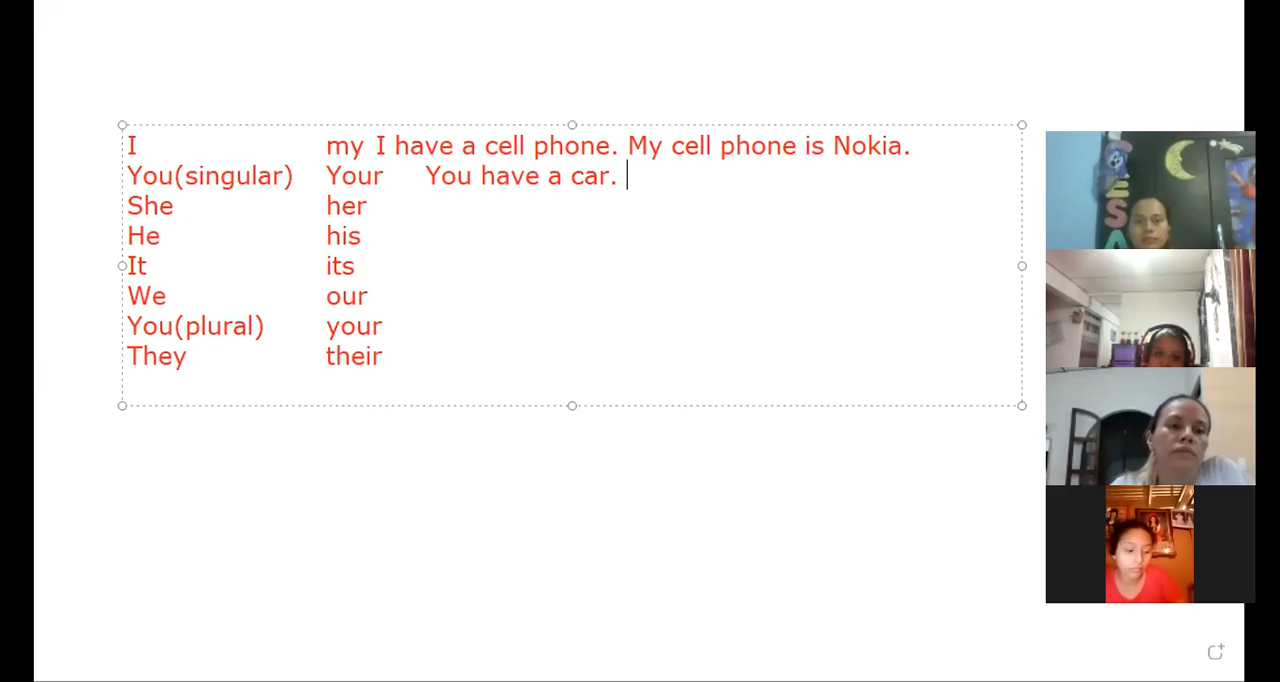 I my I have a cell phone. My cell phone is Nokia.
You(singular) Your You have a car.
She her
He his
It its
We our
You(plural) your
They their